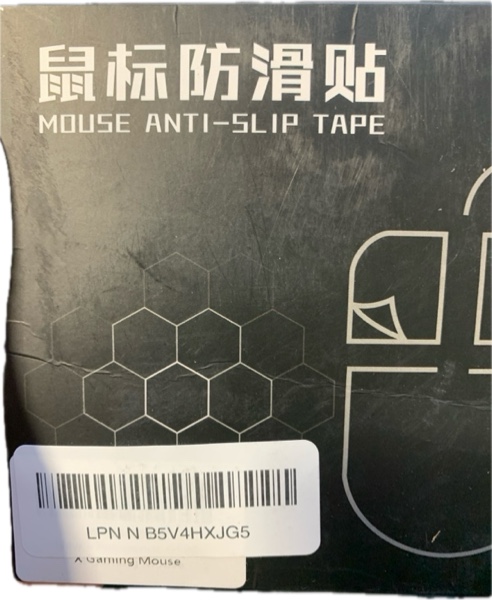 鼠标防滑贴
MOUSE ANTI-SLIP TAPE
LPN N B5V4HXJG5
X Gaming Mouse